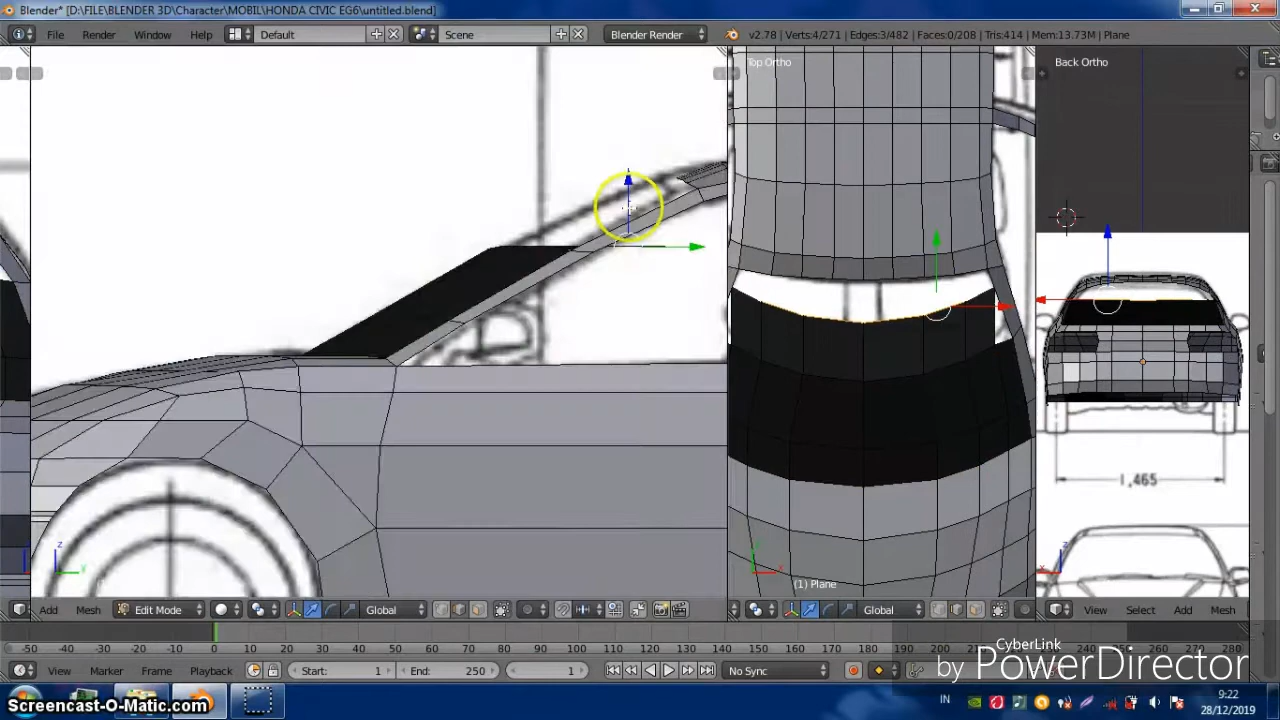 Blender* [D:\FILE\BLENDER 3D\Character\MOBIL\HONDA CIVIC EG6\untitled.blend]
File Render Window Help Default Scene Blender Render v2.78 | Verts:4/271 | Edges:3/482 | Faces:0/208 | Tris:414 | Mem:13.73M | Plane
Top Ortho
Back Ortho
1,465
z
y
(1) Plane
z
x
Add Mesh Edit Mode Global Global View Select Add Mesh
-50 -40 -30 -20 -10 0 10 20 30 40 50 60 70 80 90 100 110 120 130 140 150 160 170 180 190 200 210 220 230 240 250 260 270 280
View Marker Frame Playback Start: 1 End: 250 1 No Sync
CyberLink
by PowerDirector
IN 9:22
28/12/2019
Screencast-O-Matic.com